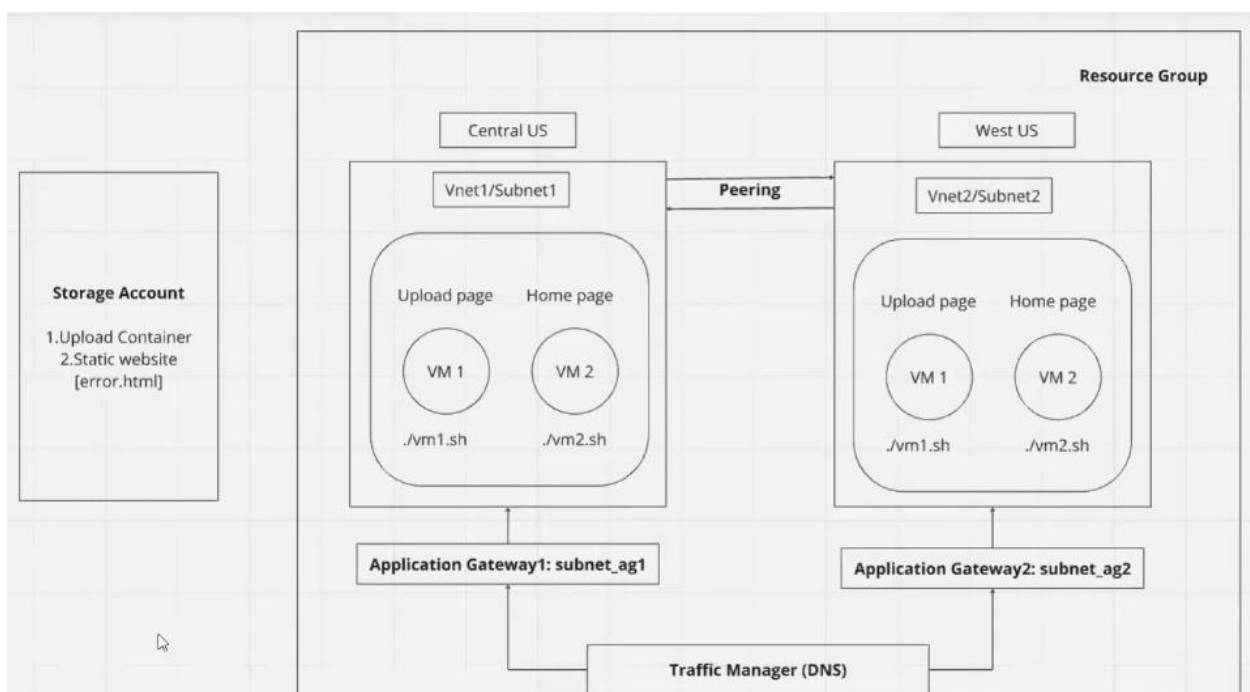 Resource Group
Central US
West US
Vnet1/Subnet1
Peering
Vnet2/Subnet2
Storage Account
1.Upload Container
2.Static website
[error.html]
Upload page
Home page
VM 1
VM 2
./vm1.sh
./vm2.sh
Upload page
Home page
VM 1
VM 2
./vm1.sh
./vm2.sh
Application Gateway1: subnet_ag1
Application Gateway2: subnet_ag2
Traffic Manager (DNS)